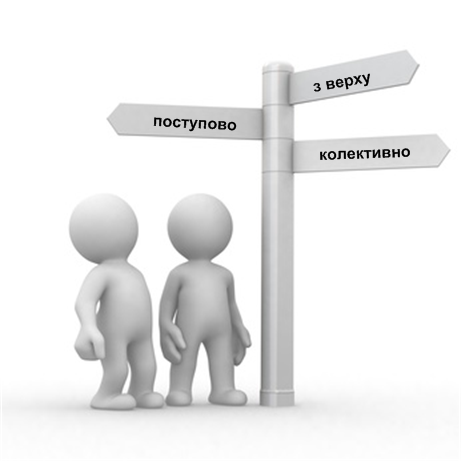 з верху
поступово
колективно